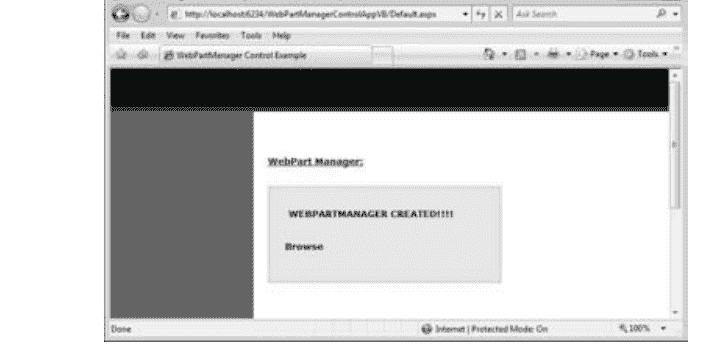 http://localhost:6234/WebPartManagerControlAppVB/Default.aspx
Ask Search
File Edit View Favorites Tools Help
WebPartManager Control Example
Page Tools
WebPart Manager:
WEBPARTMANAGER CREATED!!!!
Browse
Done
Internet | Protected Mode: On
100%